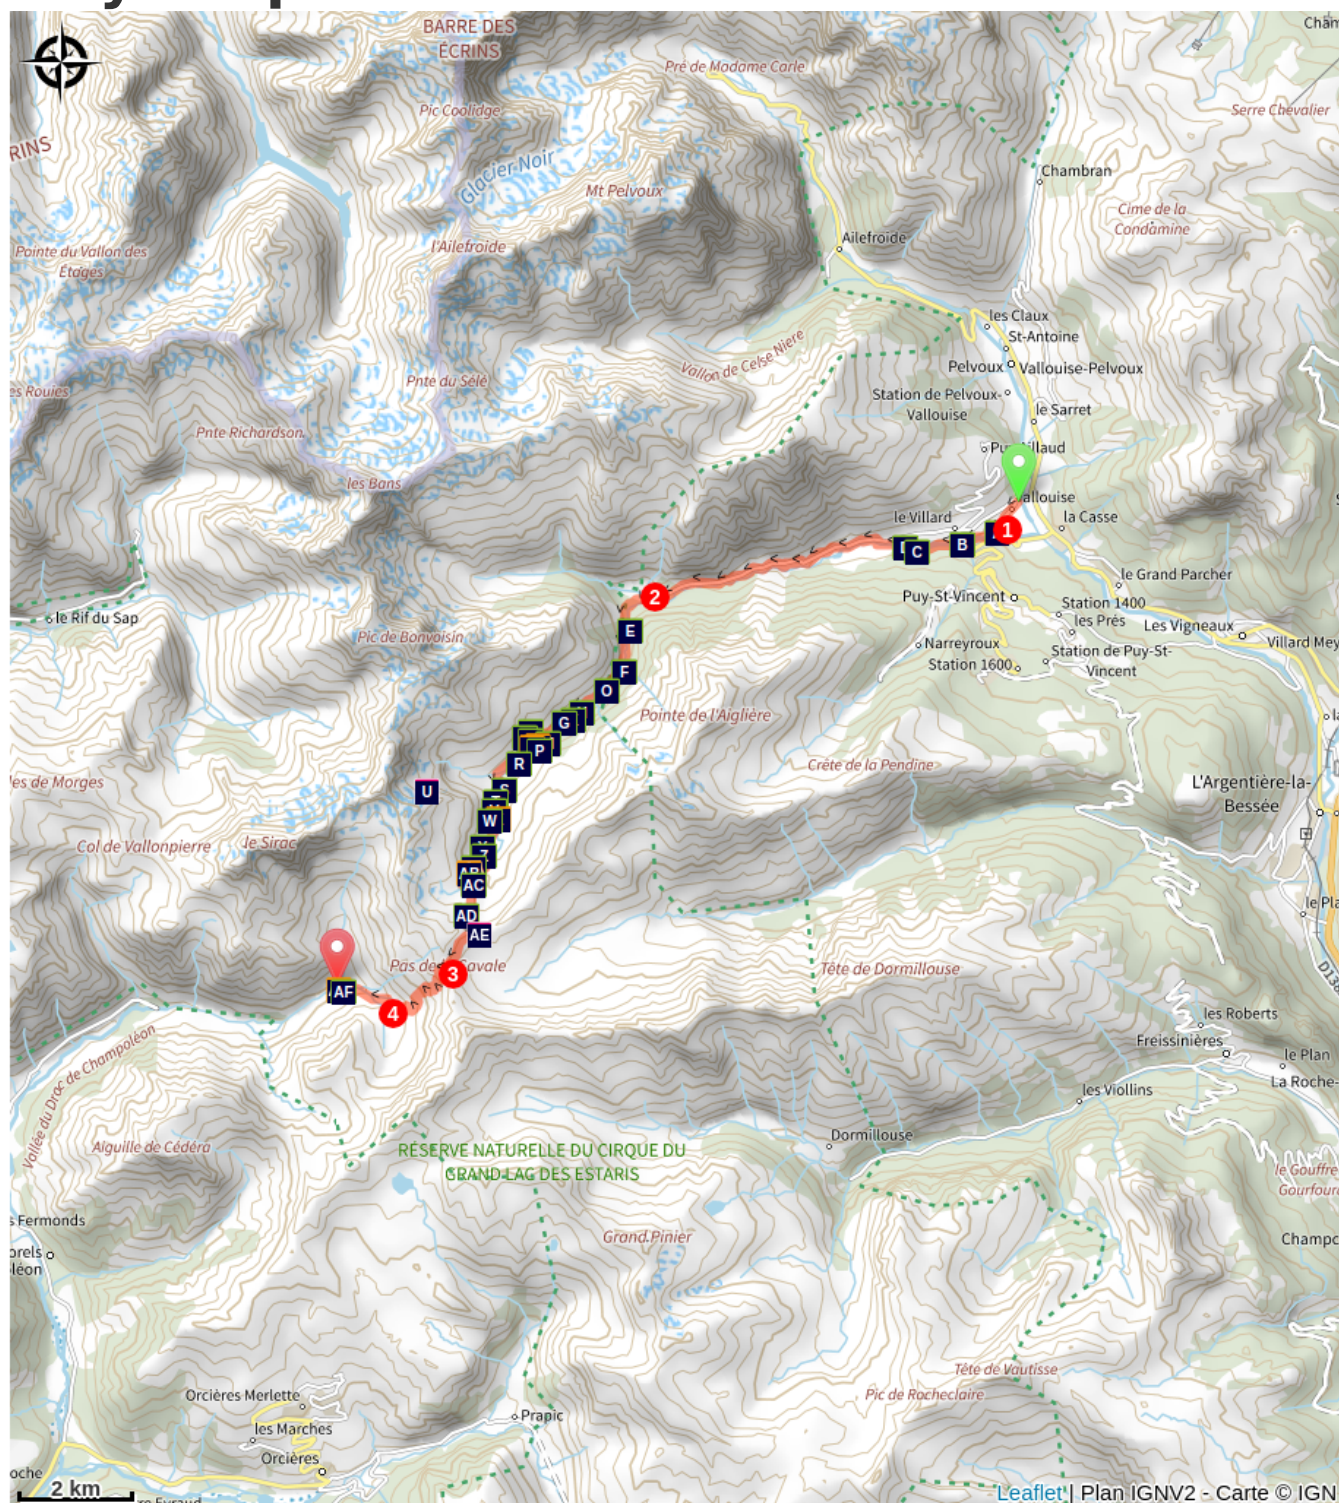 BARRE DES
ÉCRINS
Pré de Madame Carle
Pic Coolidge
Serre Chevalier
RINS
Glacier Noir
Mt Pelvoux
Chambran
Cime de la
Condamine
Pointe du Vallon des
Étages
l'Ailefroide
Ailefroide
les Claux
St-Antoine
Vallon de Celse Niere
Pelvoux
Vallouise-Pelvoux
Pnte du Sélé
es Rouies
Station de Pelvoux-
Vallouise
le Sarret
Pnte Richardson
les Bans
allouise
le Villard
la Casse
1
B
C
le Grand Parcher
2
Puy-St-Vincent
Station 1400
les Prés
le Rif du Sap
E
Les Vigneaux
Pic de Bonvoisin
Narreyroux
Villard Mey
Station 1600
Station de Puy-St-
Vincent
F
O
G
Pointe de l'Aiglière
P
R
Crête de la Pendine
les de Morges
U
S
L'Argentière-la-
Bessée
W
Col de Vallonpierre
le Sirac
Z
AC
le Pla
AD
AE
3
Tête de Dormillouse
AF
4
les Roberts
Freissinières
le Plan
La Roche-
Vallée du Drac de Champoléon
les Viollins
Aiguille de Cédéra
Dormillouse
RÉSERVE NATURELLE DU CIRQUE DU
GRAND LAC DES ESTARIS
le Gouffre
Gourfour
Fermonds
Grand Pinier
Tête de Vautisse
Pic de Rocheclaire
Orcières Merlette
Prapic
les Marches
Orcières
oche
2 km
Leaflet | Plan IGNV2 - Carte © IGN